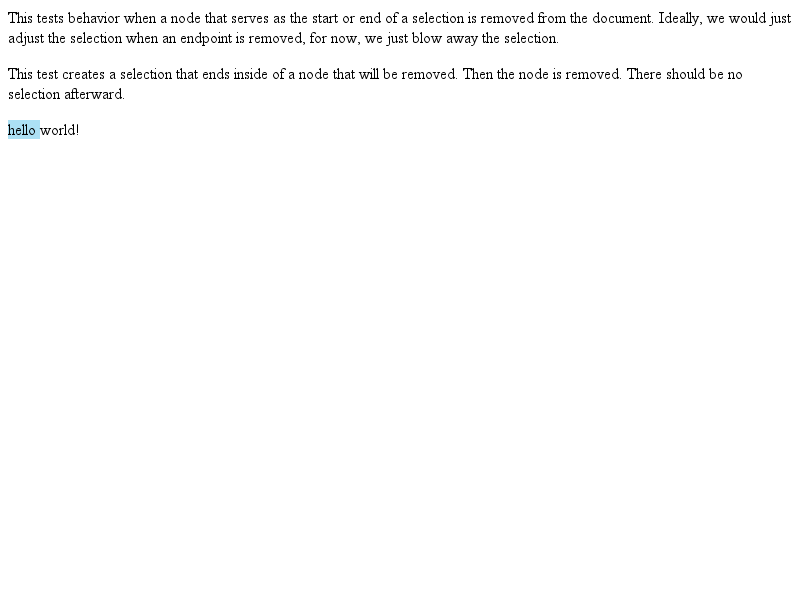 This tests behavior when a node that serves as the start or end of a selection is removed from the document. Ideally, we would just
adjust the selection when an endpoint is removed, for now, we just blow away the selection.
This test creates a selection that ends inside of a node that will be removed. Then the node is removed. There should be no
selection afterward.
hello world!